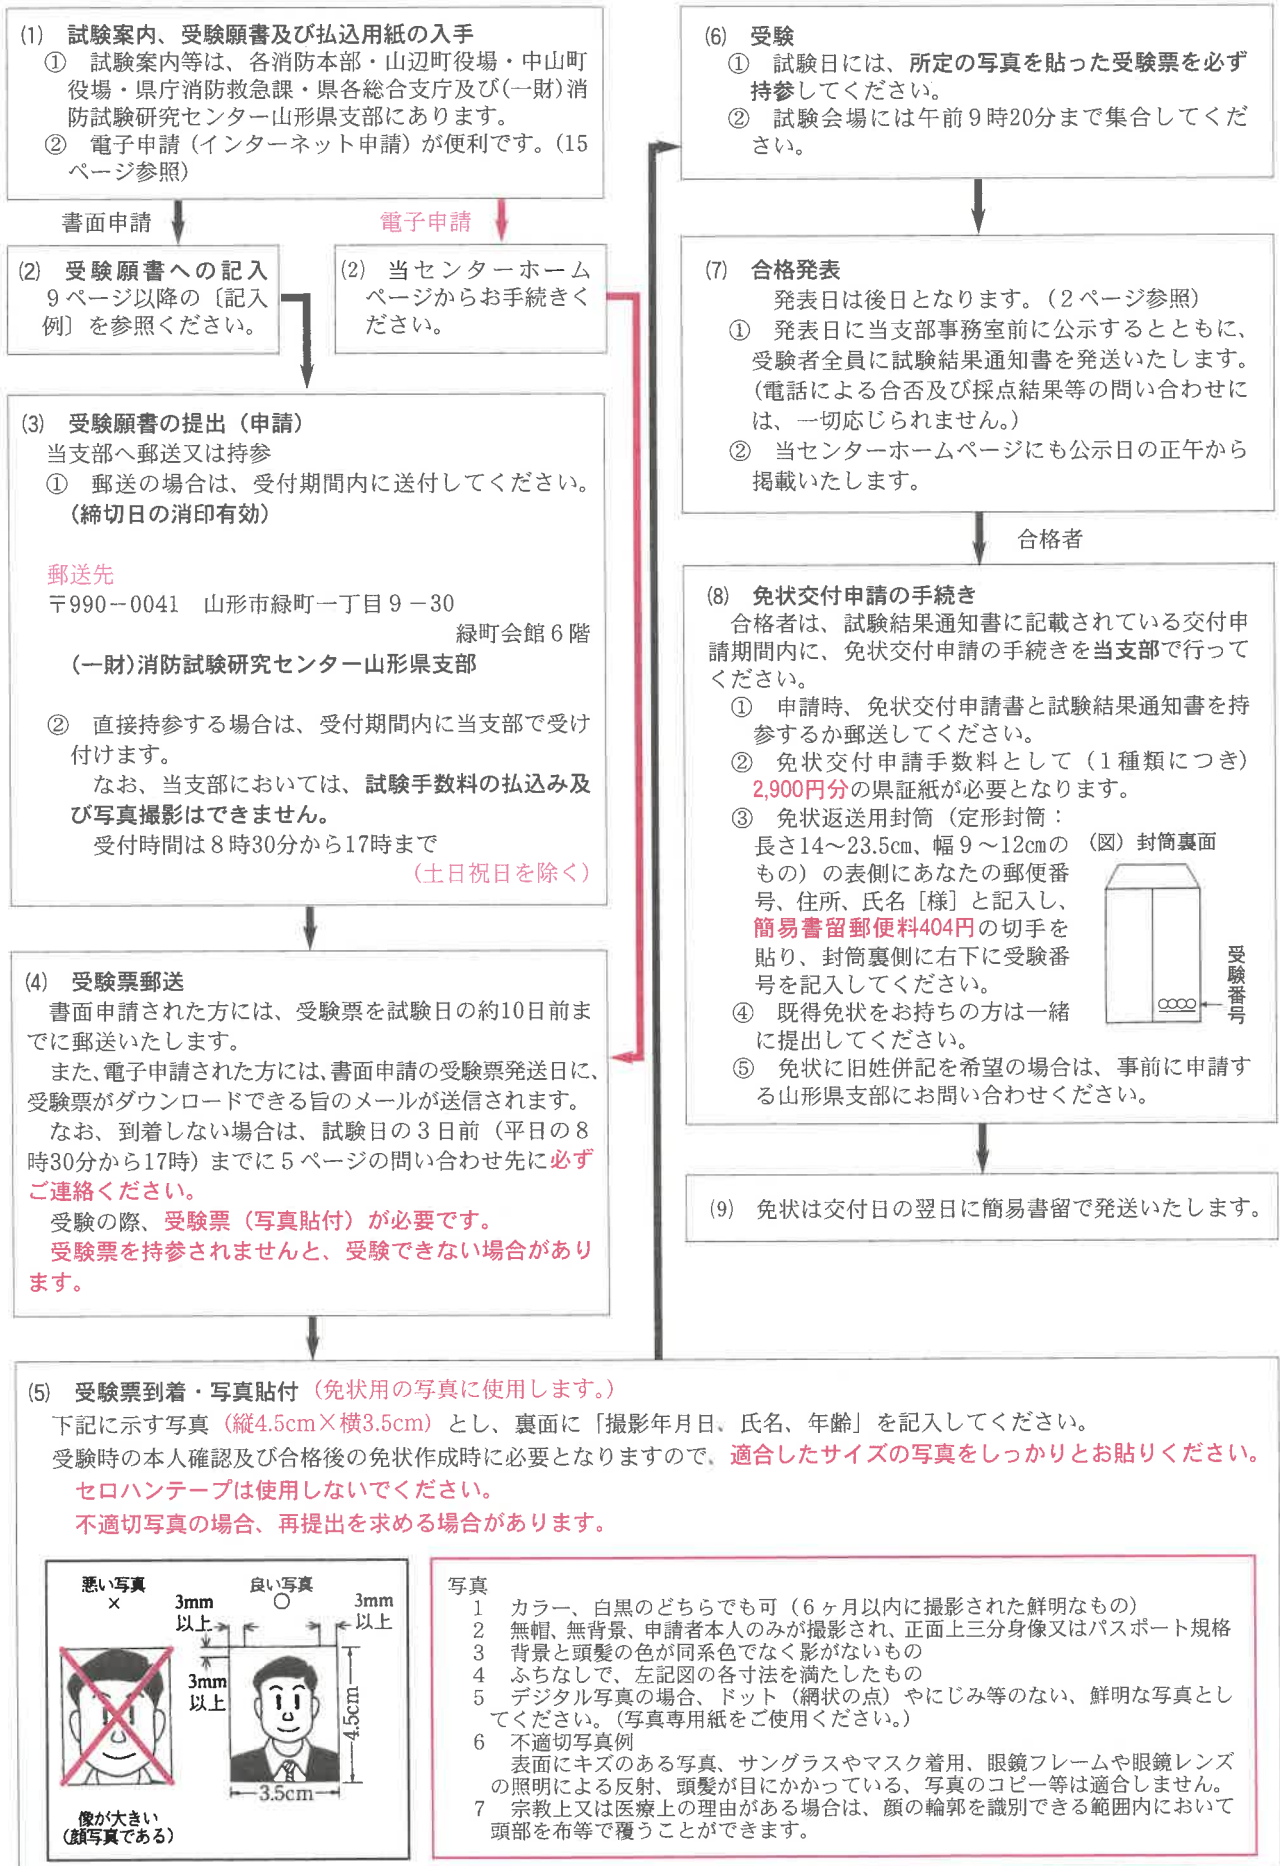 (1) 試験案内、受験願書及び払込用紙の入手
① 試験案内等は、各消防本部・山辺町役場・中山町
役場・県庁消防救急課・県各総合支庁及び(一財)消
防試験研究センター山形県支部にあります。
② 電子申請(インターネット申請)が便利です。(15
ページ参照)
書面申請
電子申請
(2) 受験願書への記入
9ページ以降の〔記入
例〕を参照ください。
(2) 当センターホーム
ページからお手続きく
ださい。
(3) 受験願書の提出(申請)
当支部へ郵送又は持参
① 郵送の場合は、受付期間内に送付してください。
(締切日の消印有効)
郵送先
〒990-0041 山形市緑町一丁目9-30
緑町会館6階
(一財)消防試験研究センター山形県支部
② 直接持参する場合は、受付期間内に当支部で受け
付けます。
なお、当支部においては、試験手数料の払込み及
び写真撮影はできません。
受付時間は8時30分から17時まで
(土日祝日を除く)
(4) 受験票郵送
書面申請された方には、受験票を試験日の約10日前ま
でに郵送いたします。
また、電子申請された方には、書面申請の受験票発送日に、
受験票がダウンロードできる旨のメールが送信されます。
なお、到着しない場合は、試験日の3日前(平日の8
時30分から17時)までに5ページの問い合わせ先に必ず
ご連絡ください。
受験の際、受験票(写真貼付)が必要です。
受験票を持参されませんと、受験できない場合があり
ます。
(6) 受験
① 試験日には、所定の写真を貼った受験票を必ず
持参してください。
② 試験会場には午前9時20分まで集合してくだ
さい。
(7) 合格発表
発表日は後日となります。(2ページ参照)
① 発表日に当支部事務室前に公示するとともに、
受験者全員に試験結果通知書を発送いたします。
(電話による合否及び採点結果等の問い合わせに
は、一切応じられません。)
② 当センターホームページにも公示日の正午から
掲載いたします。
合格者
(8) 免状交付申請の手続き
合格者は、試験結果通知書に記載されている交付申
請期間内に、免状交付申請の手続きを当支部で行って
ください。
① 申請時、免状交付申請書と試験結果通知書を持
参するか郵送してください。
② 免状交付申請手数料として(1種類につき)
2,900円分の県証紙が必要となります。
③ 免状返送用封筒(定形封筒:
長さ14〜23.5cm、幅9〜12cmの
もの)の表側にあなたの郵便番
号、住所、氏名[様]と記入し、
簡易書留郵便料404円の切手を
貼り、封筒裏側に右下に受験番
号を記入してください。
(図)封筒裏面
受験番号
④ 既得免状をお持ちの方は一緒
に提出してください。
⑤ 免状に旧姓併記を希望の場合は、事前に申請す
る山形県支部にお問い合わせください。
(9) 免状は交付日の翌日に簡易書留で発送いたします。
(5) 受験票到着・写真貼付(免状用の写真に使用します。)
下記に示す写真(縦4.5cm×横3.5cm)とし、裏面に「撮影年月日、氏名、年齢」を記入してください。
受験時の本人確認及び合格後の免状作成時に必要となりますので、適合したサイズの写真をしっかりとお貼りください。
セロハンテープは使用しないでください。
不適切写真の場合、再提出を求める場合があります。
悪い写真
×
像が大きい
(顔写真である)
良い写真
○
3mm
以上
3mm
以上
3mm
以上
4.5cm
3.5cm
写真
1 カラー、白黒のどちらでも可(6ヶ月以内に撮影された鮮明なもの)
2 無帽、無背景、申請者本人のみが撮影され、正面上三分身像又はパスポート規格
3 背景と頭髪の色が同系色でなく影がないもの
4 ふちなしで、左記図の各寸法を満たしたもの
5 デジタル写真の場合、ドット(網状の点)やにじみ等のない、鮮明な写真とし
てください。(写真専用紙をご使用ください。)
6 不適切写真例
表面にキズのある写真、サングラスやマスク着用、眼鏡フレームや眼鏡レンズ
の照明による反射、頭髪が目にかかっている、写真のコピー等は適合しません。
7 宗教上又は医療上の理由がある場合は、顔の輪郭を識別できる範囲内において
頭部を布等で覆うことができます。